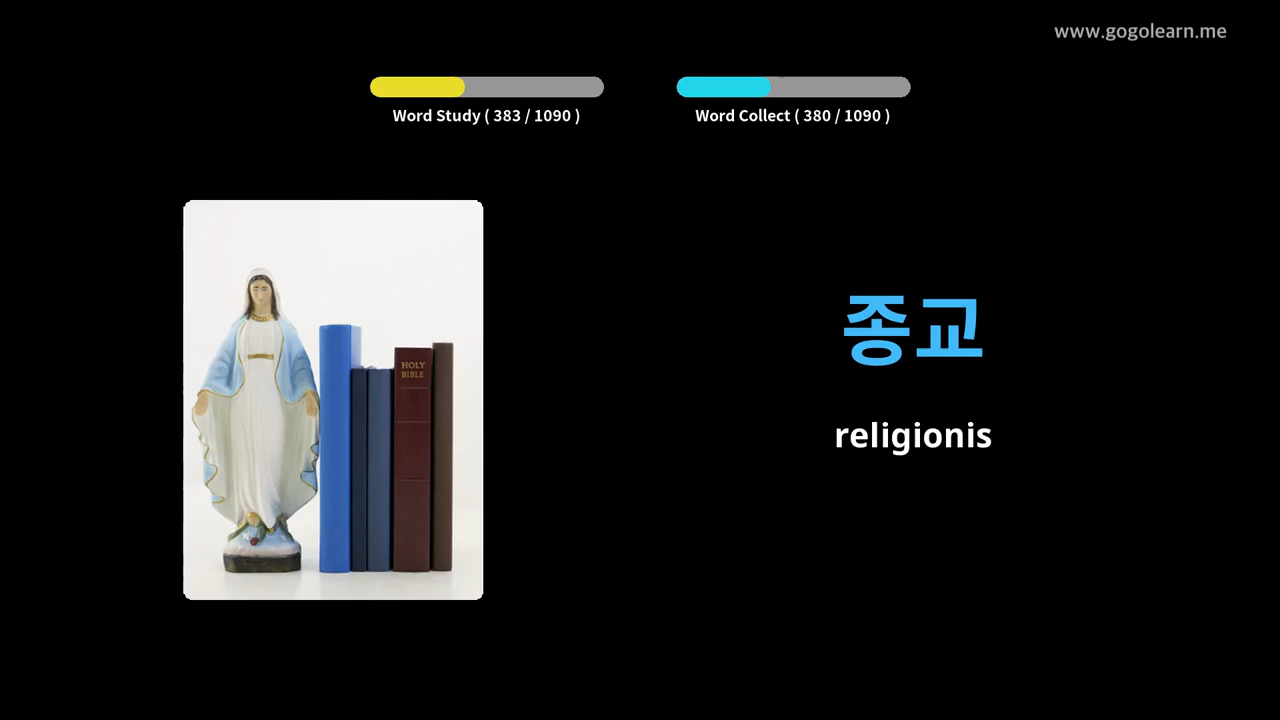 www.gogolearn.me
Word Study ( 383 / 1090 )
Word Collect ( 380 / 1090 )
HOLY
BIBLE
종교
religionis